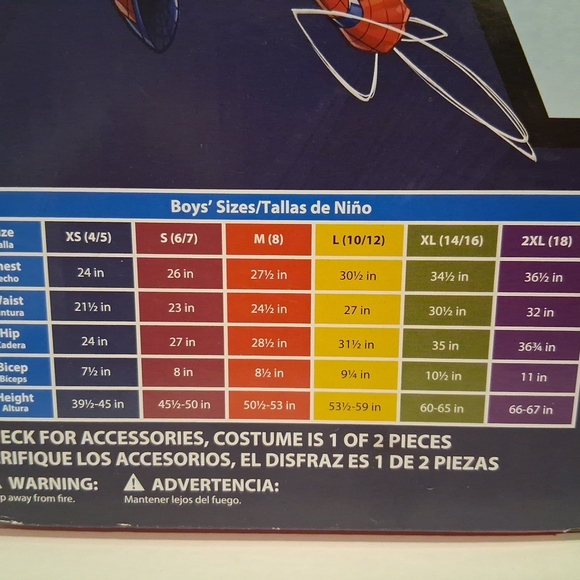 Boys' Sizes/Tallas de Niño
XS (4/5) S (6/7) M (8) L (10/12) XL (14/16) 2XL (18)
24 in 26 in 27½ in 30½ in 34½ in 36½ in
21½ in 23 in 24½ in 27 in 30½ in 32 in
Hip
24 in 27 in 28½ in 31½ in 35 in 36¾ in
Bicep
Biceps
7½ in 8 in 8½ in 9¼ in 10½ in 11 in
Height
Altura
39½-45 in 45½-50 in 50½-53 in 53½-59 in 60-65 in 66-67 in
ECK FOR ACCESSORIES, COSTUME IS 1 OF 2 PIECES
RIFIQUE LOS ACCESORIOS, EL DISFRAZ ES 1 DE 2 PIEZAS
WARNING: ADVERTENCIA:
p away from fire. Mantener lejos del fuego.